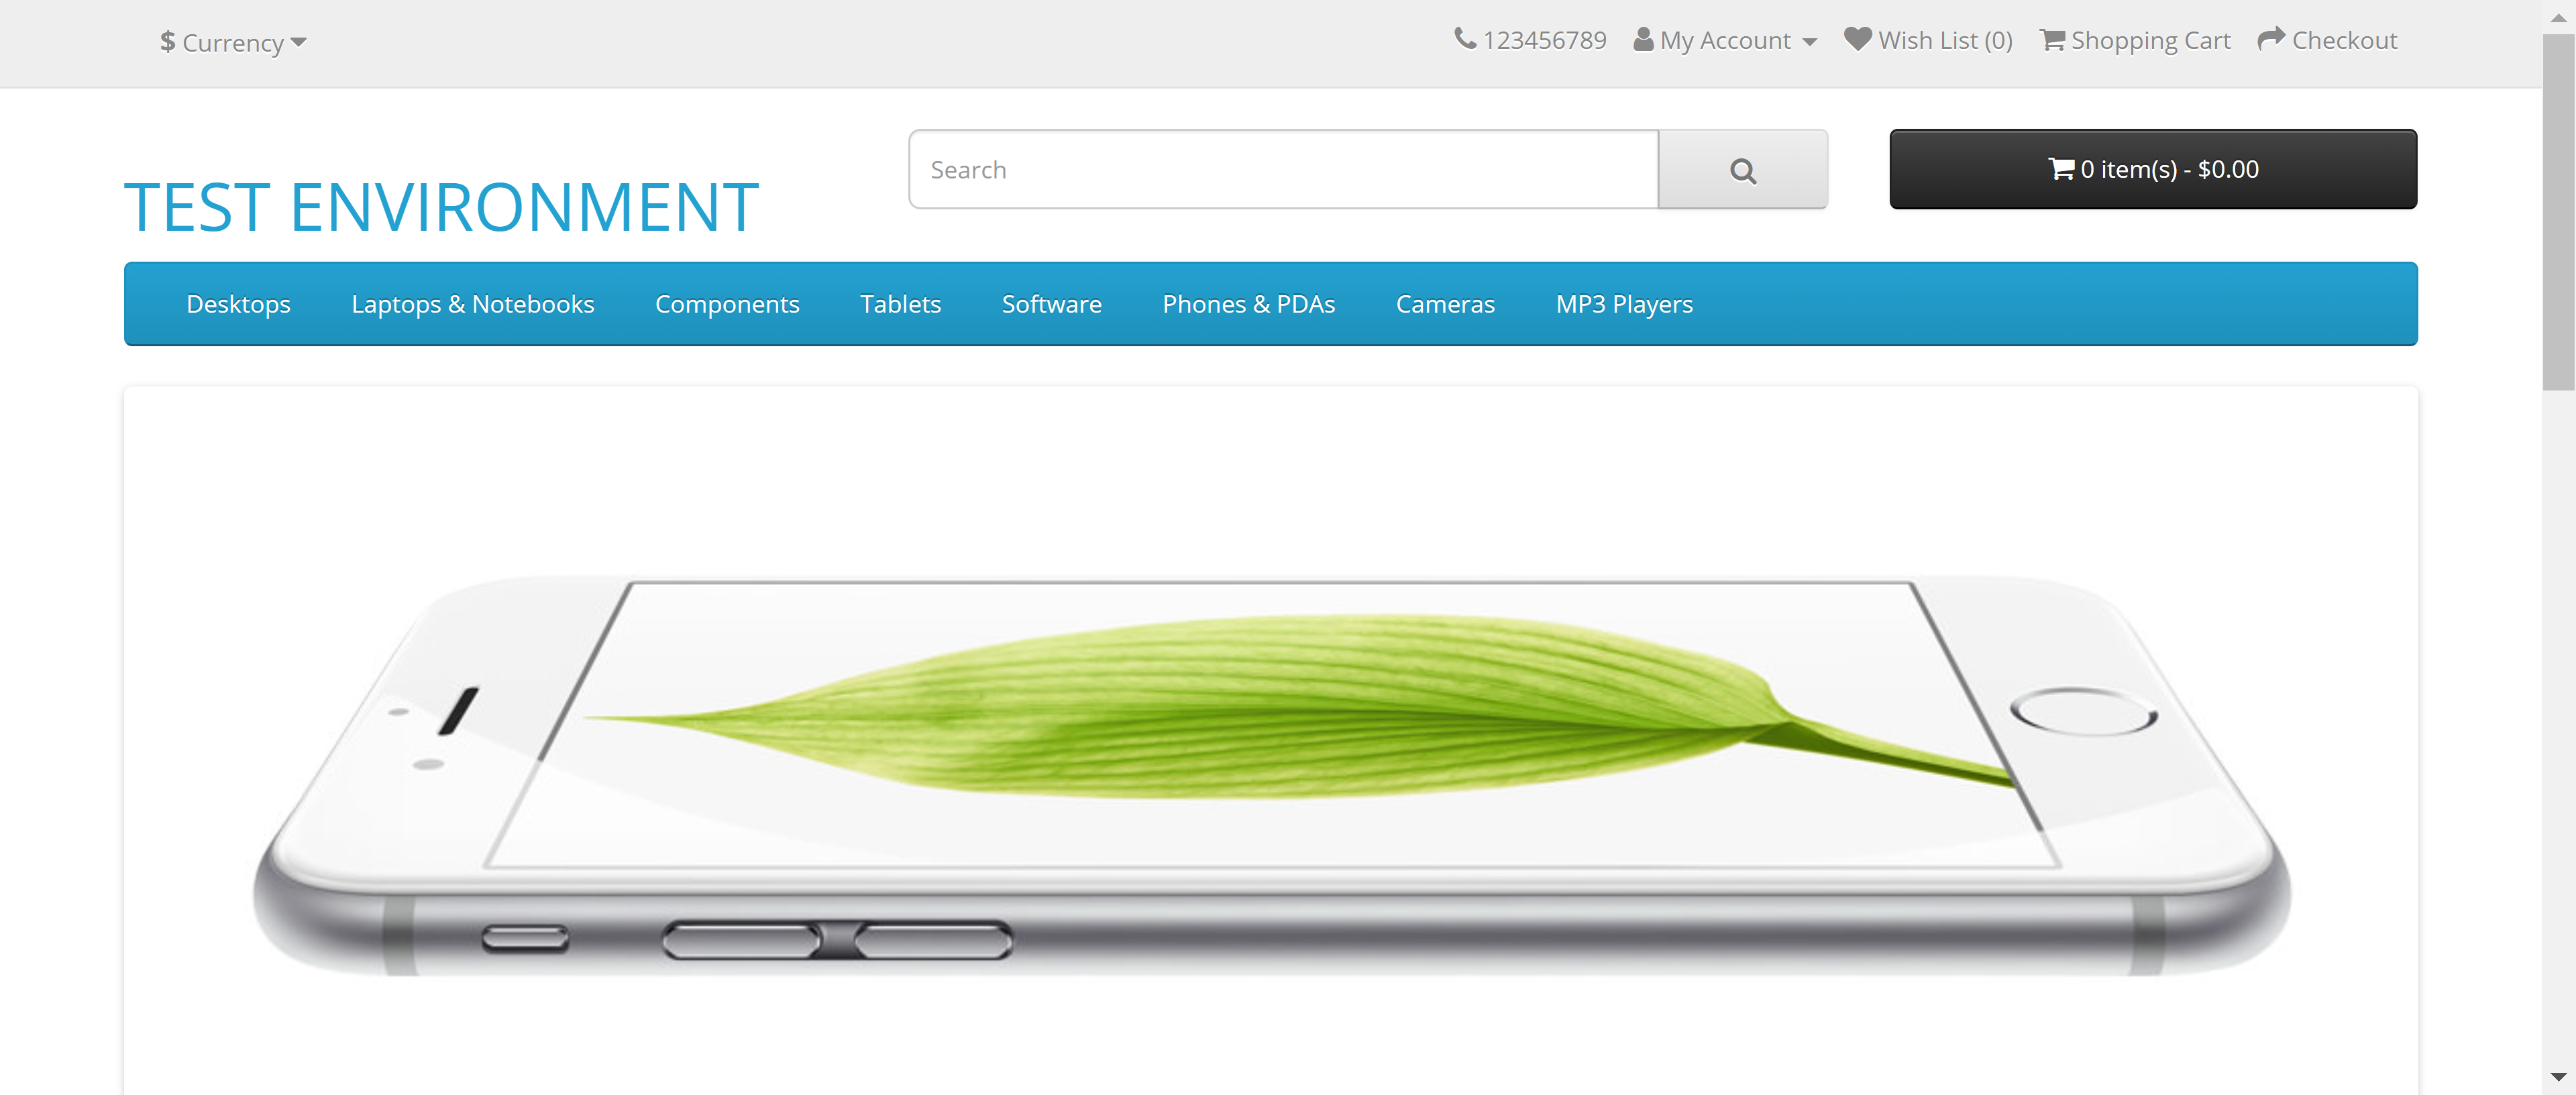 $ Currency
123456789 My Account Wish List (0) Shopping Cart Checkout
TEST ENVIRONMENT
Search
0 item(s) - $0.00
Desktops Laptops & Notebooks Components Tablets Software Phones & PDAs Cameras MP3 Players